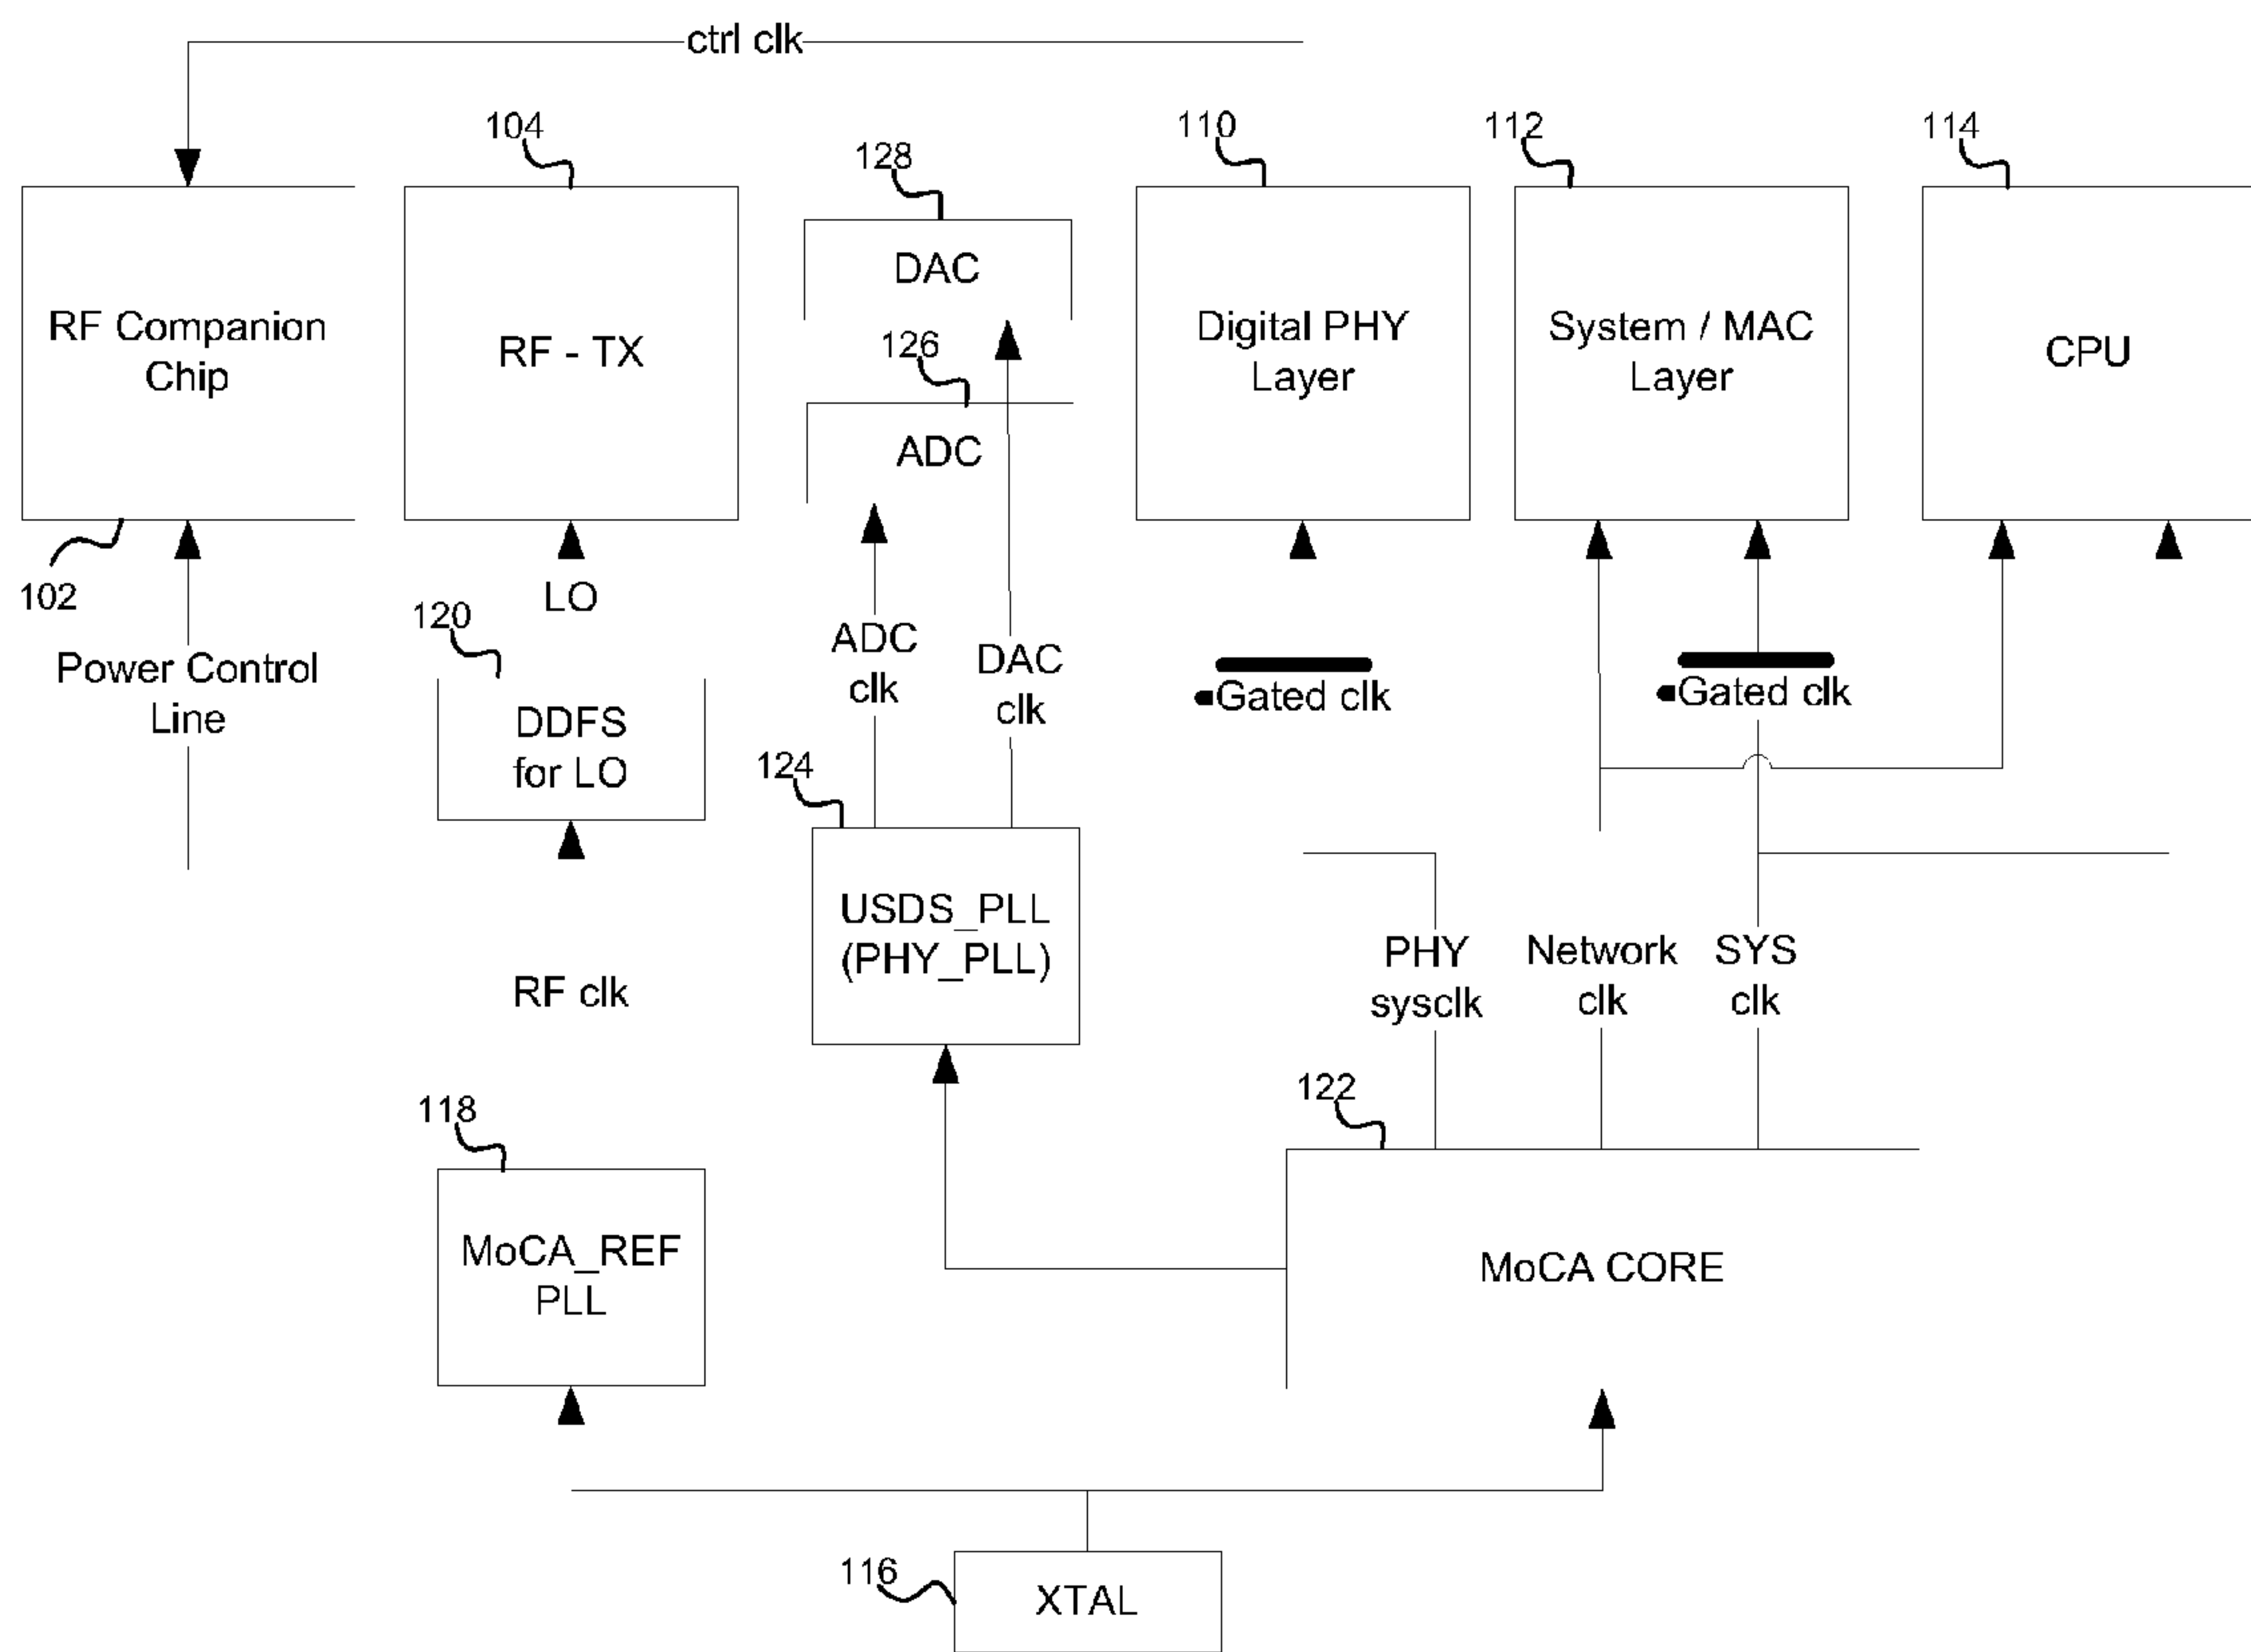 ctrl clk
104
128
110
112
114
RF Companion
Chip
RF - TX
DAC
126
ADC
Digital PHY
Layer
System / MAC
Layer
CPU
102
Power Control
Line
LO
120
DDFS
for LO
ADC
clk
DAC
clk
Gated clk
Gated clk
124
USDS_PLL
(PHY_PLL)
RF clk
PHY
sysclk
Network
clk
SYS
clk
118
122
MoCA_REF
PLL
MoCA CORE
116
XTAL